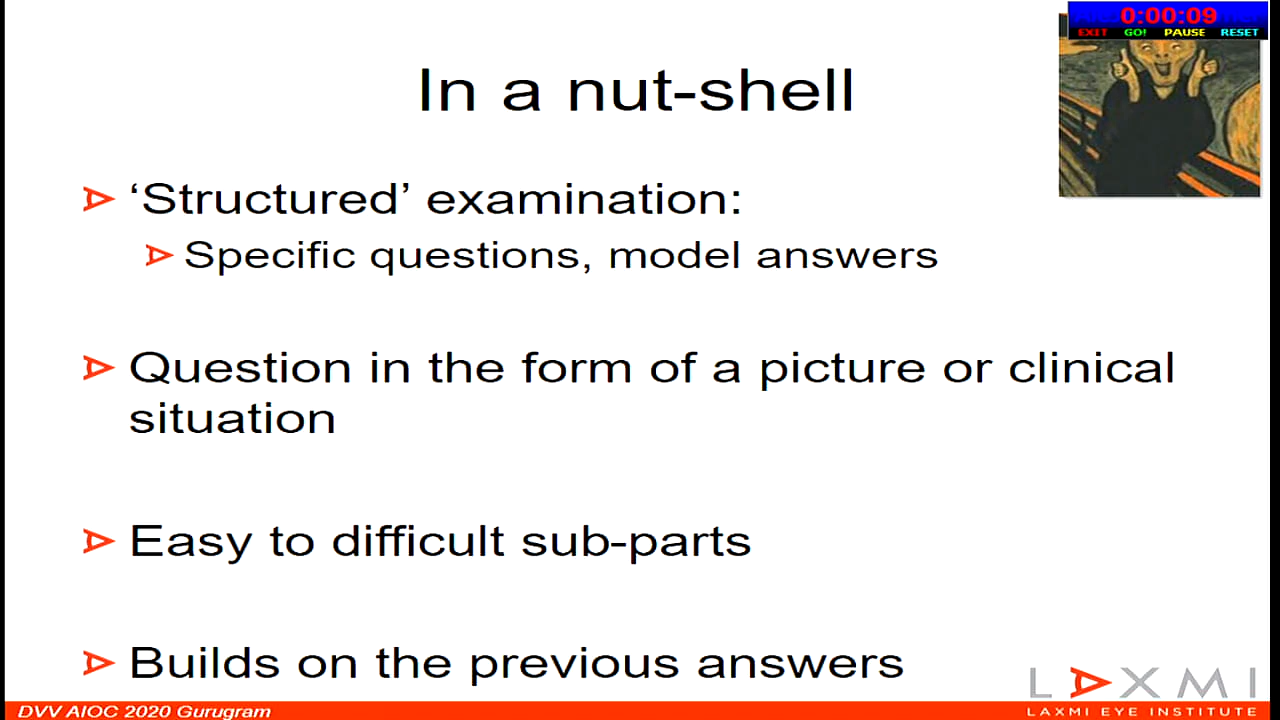 0:00:09
EXIT GO! PAUSE RESET
In a nut-shell
‘Structured’ examination:
Specific questions, model answers
Question in the form of a picture or clinical
situation
Easy to difficult sub-parts
Builds on the previous answers
LAXMI
LAXMI EYE INSTITUTE
DVV AIOC 2020 Gurugram